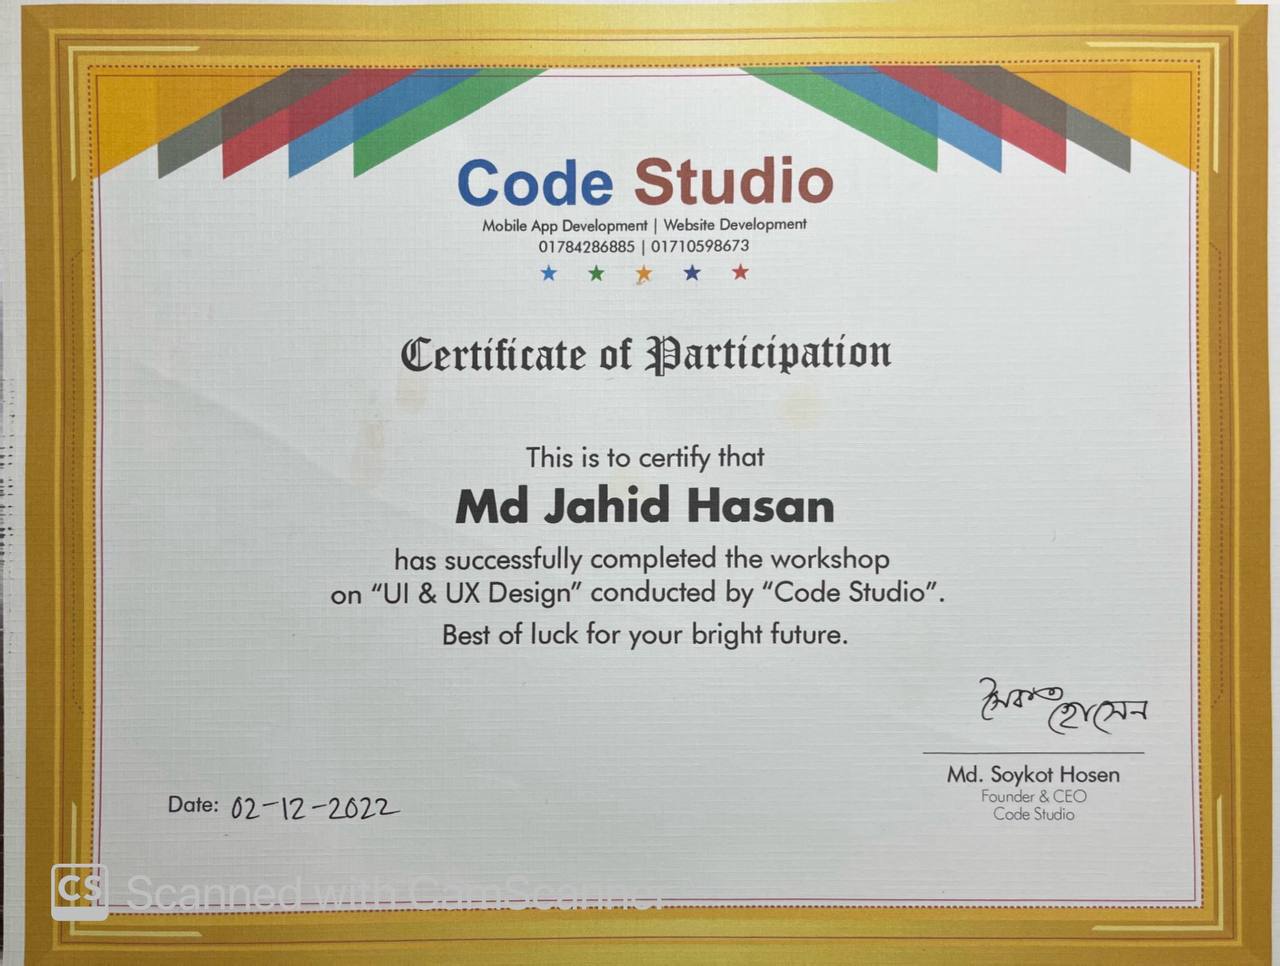 Code Studio
Mobile App Development | Website Development
01784286885 | 01710598673
Certificate of Participation
This is to certify that
Md Jahid Hasan
has successfully completed the workshop
on “UI & UX Design” conducted by “Code Studio”.
Best of luck for your bright future.
সৈকত হোসেন
Md. Soykot Hosen
Founder & CEO
Code Studio
Date: 02-12-2022
CS Scanned with CamScanner